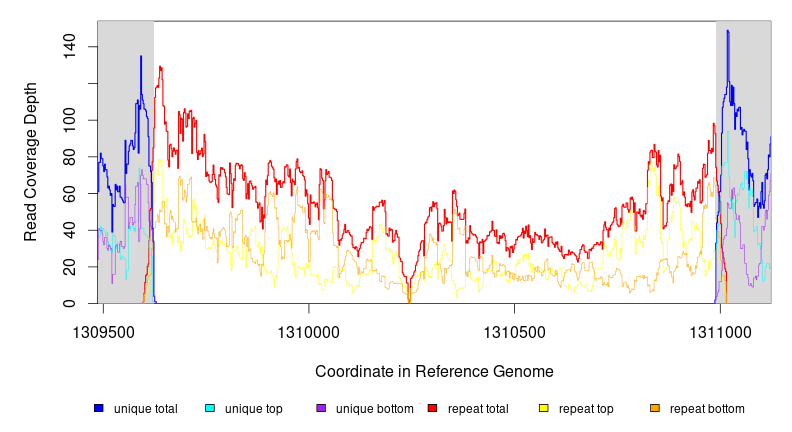 Read Coverage Depth
140
100
80
60
40
20
0
1309500 1310000 1310500 1311000
Coordinate in Reference Genome
unique total unique top unique bottom repeat total repeat top repeat bottom